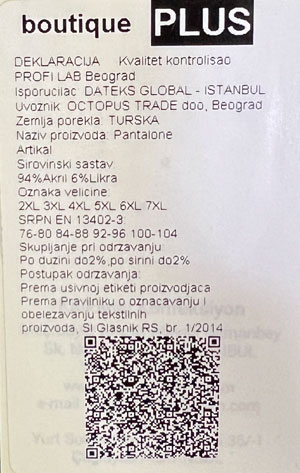 boutique PLUS
DEKLARACIJA Kvalitet kontrolisao
PROFI LAB Beograd
Isporucilac: DATEKS GLOBAL - ISTANBUL
Uvoznik: OCTOPUS TRADE doo, Beograd
Zemlja porekla: TURSKA
Naziv proizvoda: Pantalone
Artikal
Sirovinski sastav:
94%Akril 6%Likra
Oznaka velicine:
2XL 3XL 4XL 5XL 6XL 7XL
SRPN EN 13402-3:
76-80 84-88 92-96 100-104
Skupljanje pri odrzavanju:
Po duzini do2%,po sirini do2%
Postupak odrzavanja:
Prema usivnoj etiketi proizvodjaca
Prema Pravilniku o oznacavanju i
obelezavanju tekstilnih
proizvoda, Sl Glasnik RS, br. 1/2014